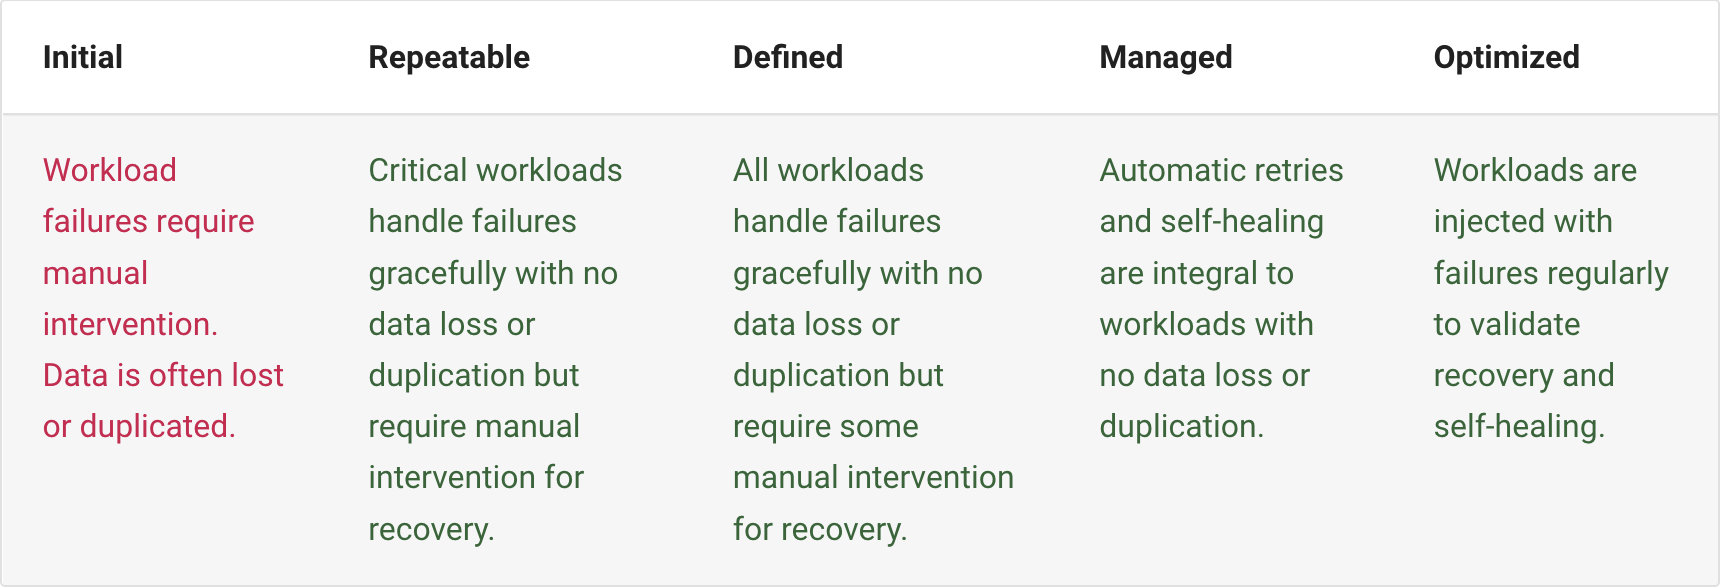 Initial
Repeatable
Defined
Managed
Optimized
Workload
failures require
manual
intervention.
Data is often lost
or duplicated.
Critical workloads
handle failures
gracefully with no
data loss or
duplication but
require manual
intervention for
recovery.
All workloads
handle failures
gracefully with no
data loss or
duplication but
require some
manual intervention
for recovery.
Automatic retries
and self-healing
are integral to
workloads with
no data loss or
duplication.
Workloads are
injected with
failures regularly
to validate
recovery and
self-healing.